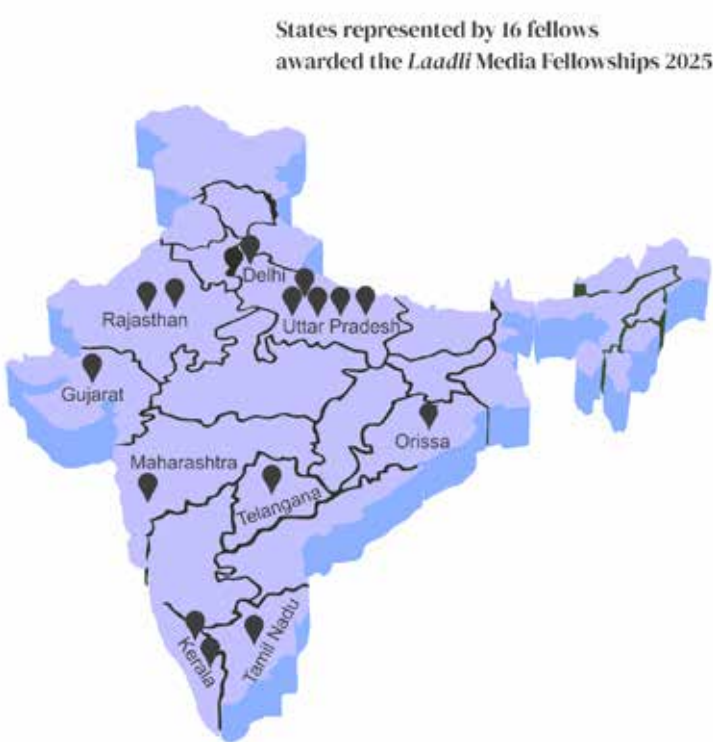 States represented by 16 fellows
awarded the Laadli Media Fellowships 2025
Delhi
Rajasthan
Uttar Pradesh
Gujarat
Orissa
Maharashtra
Telangana
Kerala
Tamil Nadu